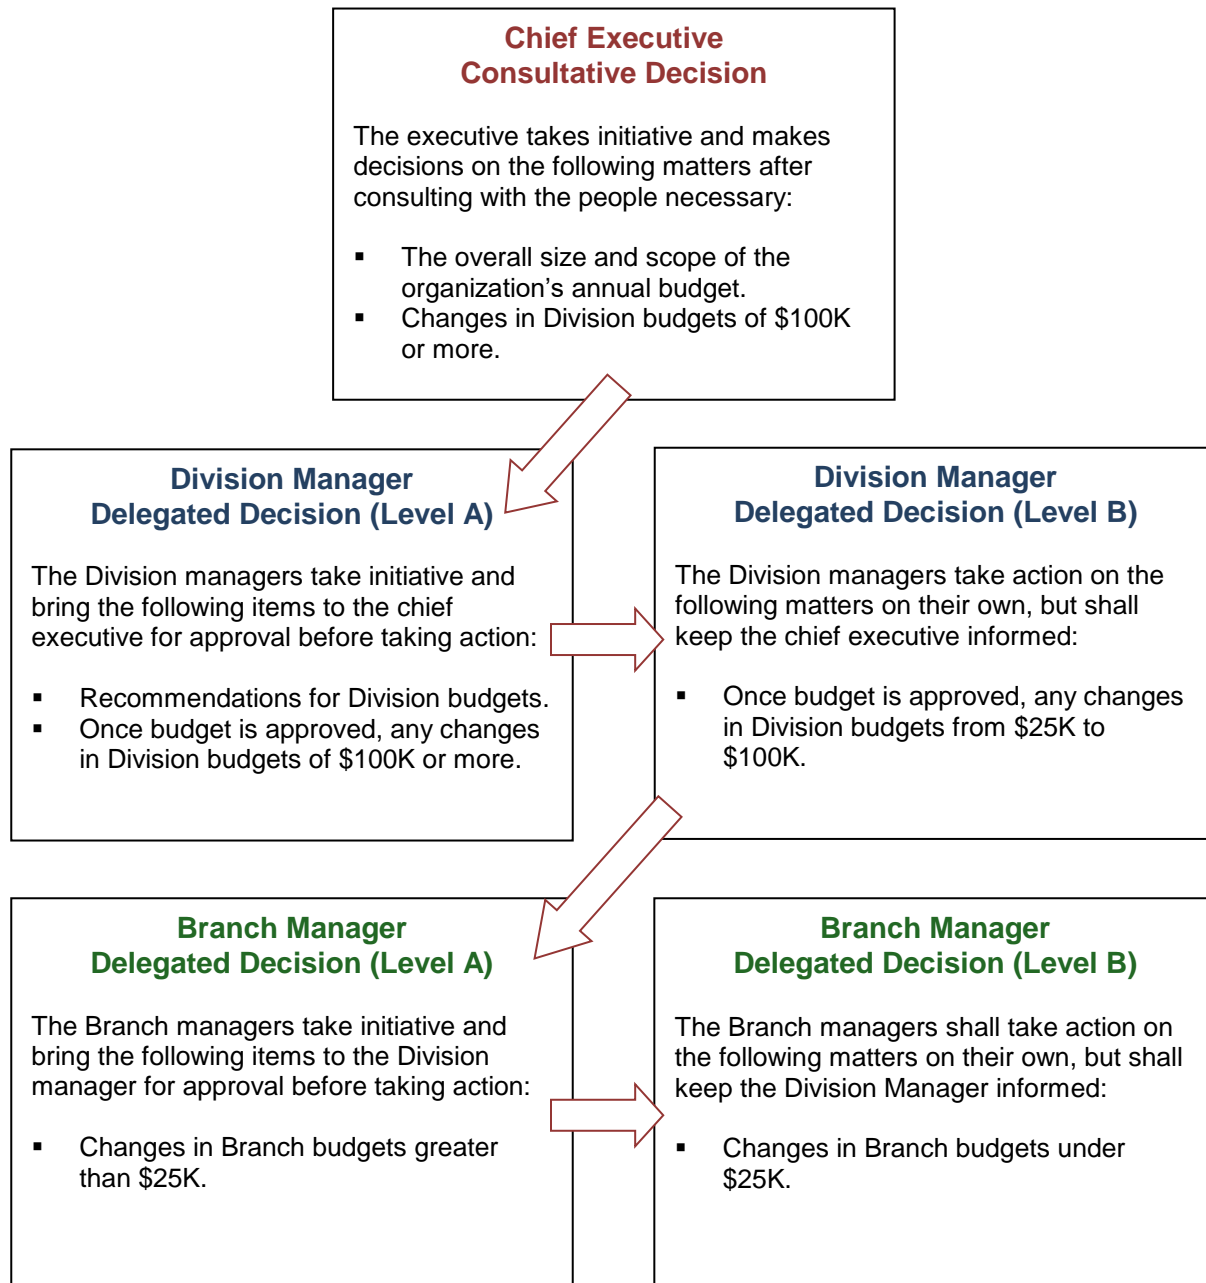 Chief Executive
Consultative Decision
The executive takes initiative and makes
decisions on the following matters after
consulting with the people necessary:
▪ The overall size and scope of the
organization’s annual budget.
▪ Changes in Division budgets of $100K
or more.
Division Manager
Delegated Decision (Level A)
The Division managers take initiative and
bring the following items to the chief
executive for approval before taking action:
▪ Recommendations for Division budgets.
▪ Once budget is approved, any changes
in Division budgets of $100K or more.
Division Manager
Delegated Decision (Level B)
The Division managers take action on the
following matters on their own, but shall
keep the chief executive informed:
▪ Once budget is approved, any changes
in Division budgets from $25K to
$100K.
Branch Manager
Delegated Decision (Level A)
The Branch managers take initiative and
bring the following items to the Division
manager for approval before taking action:
▪ Changes in Branch budgets greater
than $25K.
Branch Manager
Delegated Decision (Level B)
The Branch managers shall take action on
the following matters on their own, but shall
keep the Division Manager informed:
▪ Changes in Branch budgets under
$25K.